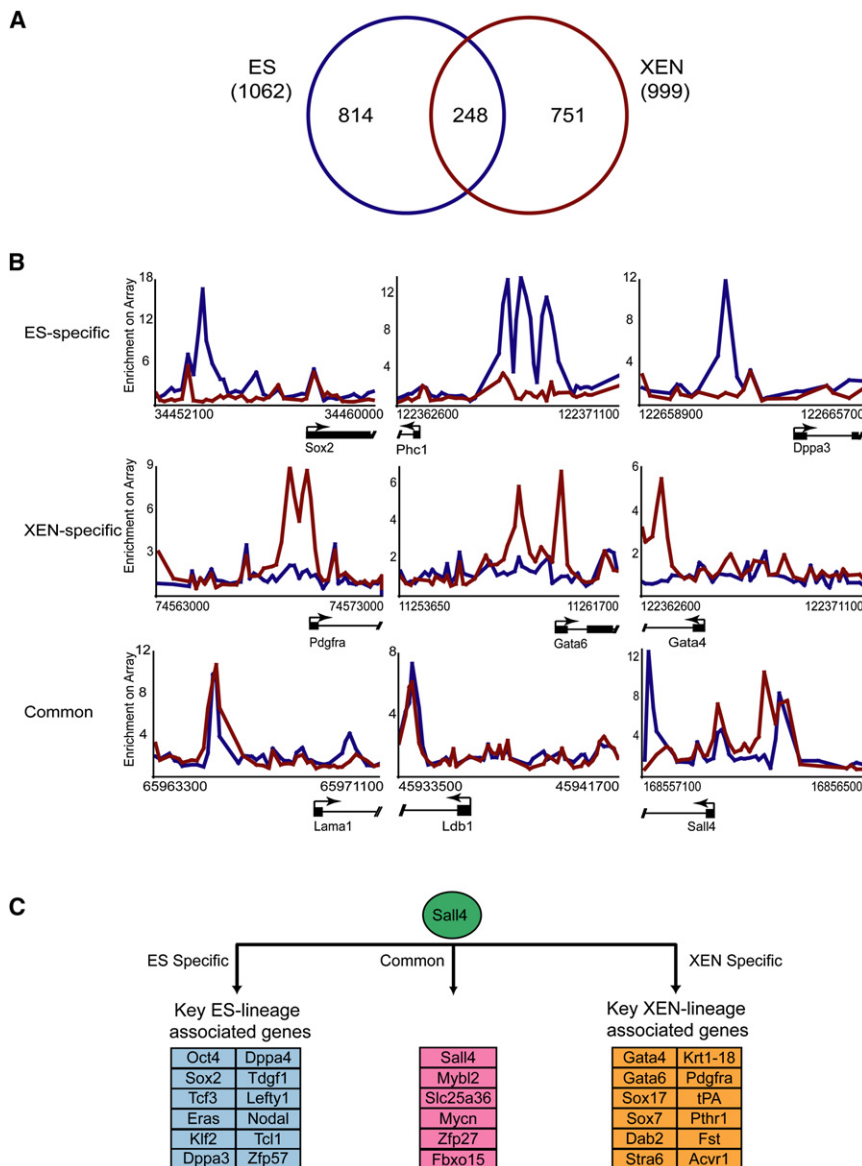 A
ES
(1062)
XEN
(999)
814
248
751
B
ES-specific
Enrichment on Array
18
12
6
34452100
34460000
Sox2
12
8
4
122362600
122371100
Phc1
12
8
4
122658900
122665700
Dppa3
XEN-specific
Enrichment on Array
9
6
3
74563000
74573000
Pdgfra
6
4
2
11253650
11261700
Gata6
6
4
2
122362600
122371100
Gata4
Common
Enrichment on Array
12
8
4
65963300
65971100
Lama1
8
4
45933500
45941700
Ldb1
12
8
4
168557100
168566500
Sall4
C
Sall4
ES Specific
Common
XEN Specific
Key ES-lineage
associated genes
Key XEN-lineage
associated genes
Oct4 Dppa4
Sox2 Tdgf1
Tcf3 Lefty1
Eras Nodal
Klf2 Tcl1
Dppa3 Zfp57
Sall4
Mybl2
Slc25a36
Mycn
Zfp27
Fbxo15
Gata4 Krt1-18
Gata6 Pdgfra
Sox17 tPA
Sox7 Pthr1
Dab2 Fst
Stra6 Acvr1